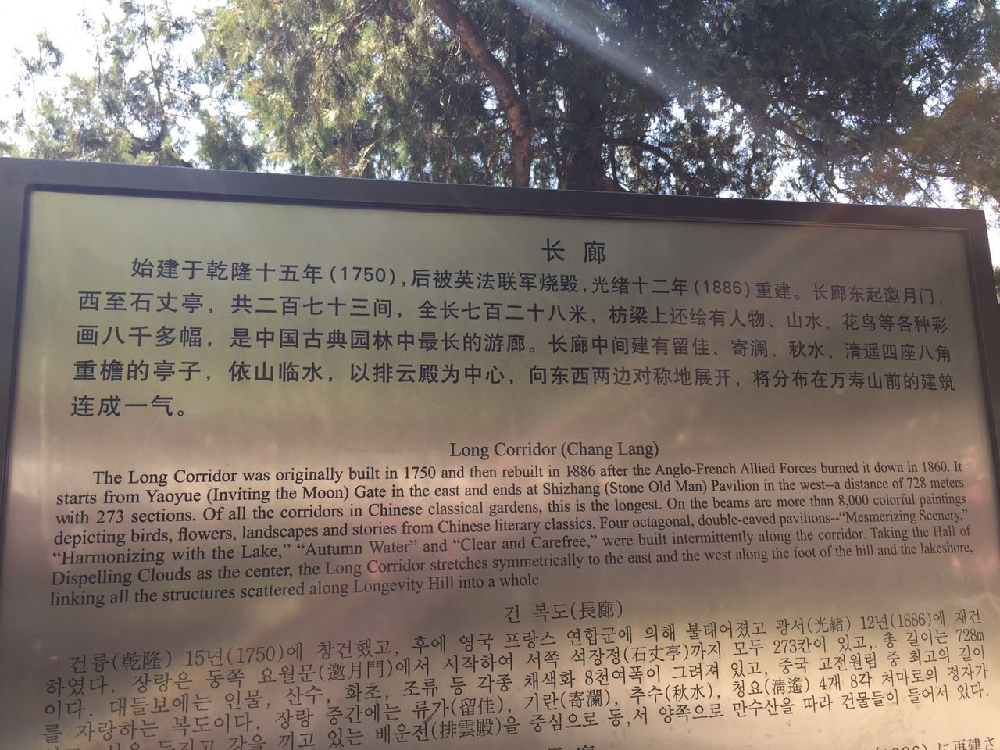 长 廊
始建于乾隆十五年(1750),后被英法联军烧毁,光绪十二年(1886)重建。长廊东起邀月门,
西至石丈亭，共二百七十三间，全长七百二十八米，枋梁上还绘有人物、山水、花鸟等各种彩
画八千多幅，是中国古典园林中最长的游廊。长廊中间建有留佳、寄澜、秋水、清遥四座八角
重檐的亭子，依山临水，以排云殿为中心，向东西两边对称地展开，将分布在万寿山前的建筑
连成一气。
Long Corridor (Chang Lang)
The Long Corridor was originally built in 1750 and then rebuilt in 1886 after the Anglo-French Allied Forces burned it down in 1860. It
starts from Yaoyue (Inviting the Moon) Gate in the east and ends at Shizhang (Stone Old Man) Pavilion in the west--a distance of 728 meters
with 273 sections. Of all the corridors in Chinese classical gardens, this is the longest. On the beams are more than 8,000 colorful paintings
depicting birds, flowers, landscapes and stories from Chinese literary classics. Four octagonal, double-eaved pavilions--“Mesmerizing Scenery,”
“Harmonizing with the Lake,” “Autumn Water” and “Clear and Carefree,” were built intermittently along the corridor. Taking the Hall of
Dispelling Clouds as the center, the Long Corridor stretches symmetrically to the east and the west along the foot of the hill and the lakeshore,
linking all the structures scattered along Longevity Hill into a whole.
긴 복도(長廊)
건륭(乾隆) 15년(1750)에 창건했고, 후에 영국 프랑스 연합군에 의해 불태어졌고 광서(光緖) 12년(1886)에 재건
하였다. 장랑은 동쪽 요월문(邀月門)에서 시작하여 서쪽 석장정(石丈亭)까지 모두 273칸이 있고, 총 길이는 728m
이다. 대들보에는 인물, 산수, 화초, 조류 등 각종 채색화 8천여폭이 그려져 있고, 중국 고전원림 중 최고의 길이
를 자랑하는 복도이다. 장랑 중간에는 류가(留佳), 기란(寄瀾), 추수(秋水), 청요(淸遙) 4개 8각 처마로의 정자가
있고, 산을 등지고 강을 끼고 있는 배운전(排雲殿)을 중심으로 동,서 양쪽으로 만수산을 따라 건물들이 들어서 있다.
長 廊
に再建さ